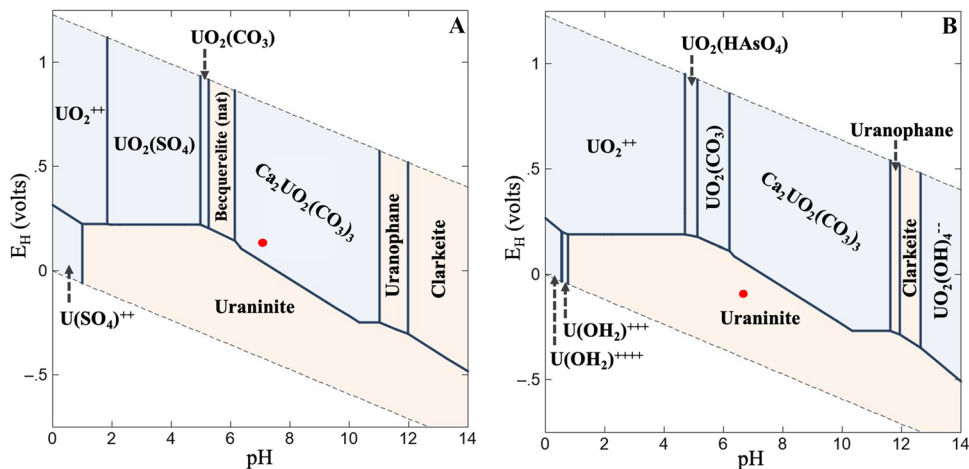 A
UO₂(CO₃)
1
UO₂⁺⁺
UO₂(SO₄)
Becquerelite (nat)
Ca₂UO₂(CO₃)₃
.5
E_H (volts)
0
Uraninite
Uranophane
Clarkeite
U(SO₄)⁺⁺
–.5
0 2 4 6 8 10 12 14
pH
B
UO₂(HAsO₄)
1
Uranophane
UO₂⁺⁺
UO₂(CO₃)
Ca₂UO₂(CO₃)₃
.5
E_H (volts)
0
Uraninite
Clarkeite
UO₂(OH)₄⁻⁻
U(OH₂)⁺⁺⁺
U(OH₂)⁺⁺⁺⁺
–.5
0 2 4 6 8 10 12 14
pH